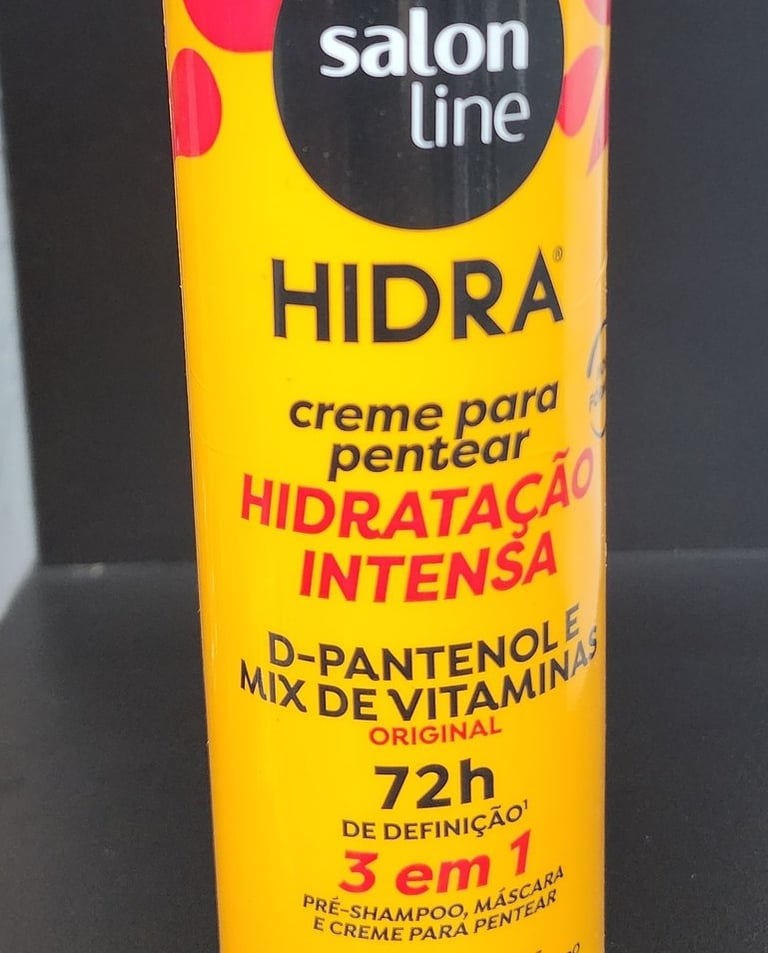 salon
line
HIDRA®
creme para
pentear
HIDRATAÇÃO
INTENSA
D-PANTENOL E
MIX DE VITAMINAS
ORIGINAL
72h
DE DEFINIÇÃO¹
3 em 1
PRÉ-SHAMPOO, MÁSCARA
E CREME PARA PENTEAR